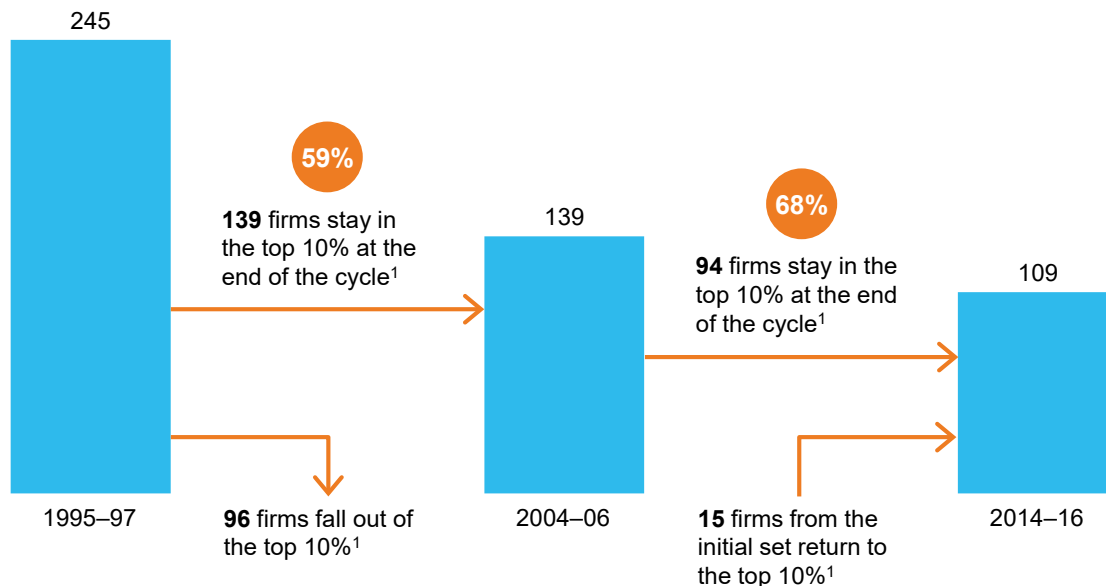 245
59%
139 firms stay in
the top 10% at the
end of the cycle¹
139
68%
94 firms stay in the
top 10% at the end
of the cycle¹
109
1995–97
96 firms fall out of
the top 10%¹
2004–06
15 firms from the
initial set return to
the top 10%¹
2014–16